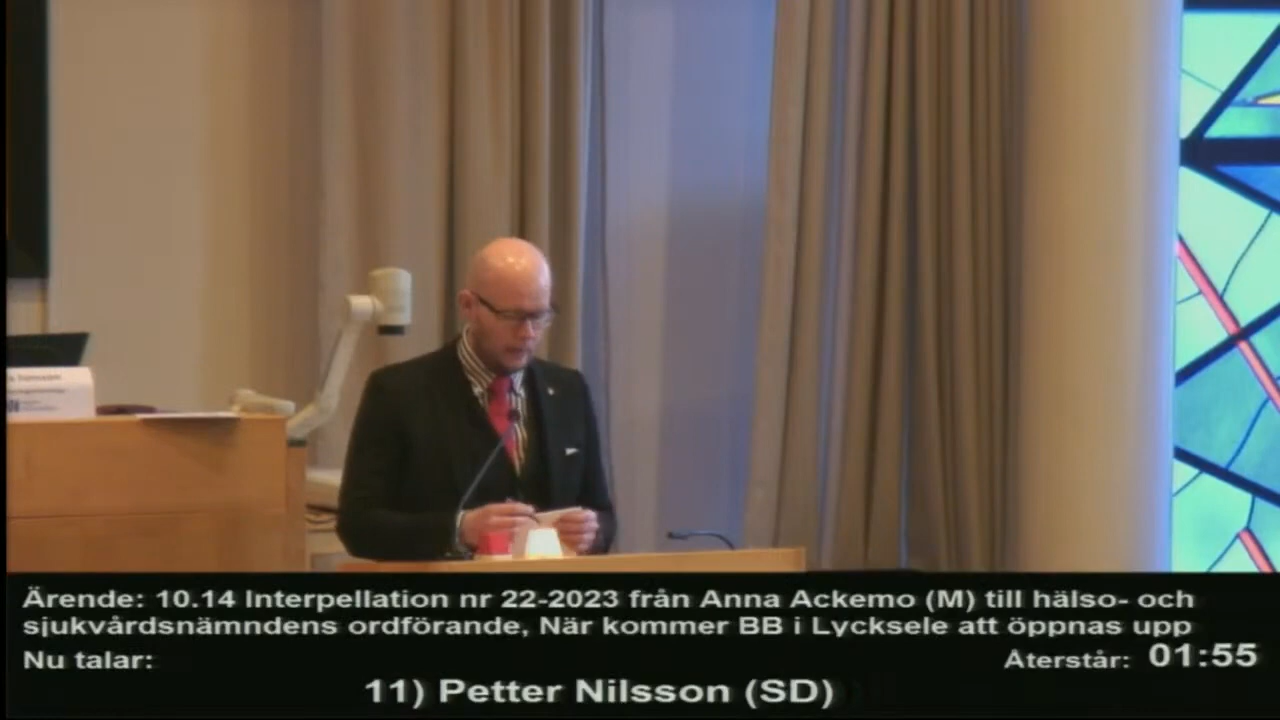 Ärende: 10.14 Interpellation nr 22-2023 från Anna Ackemo (M) till hälso- och
sjukvårdsnämndens ordförande, När kommer BB i Lycksele att öppnas upp
Nu talar:
Återstår: 01:55
11) Petter Nilsson (SD)